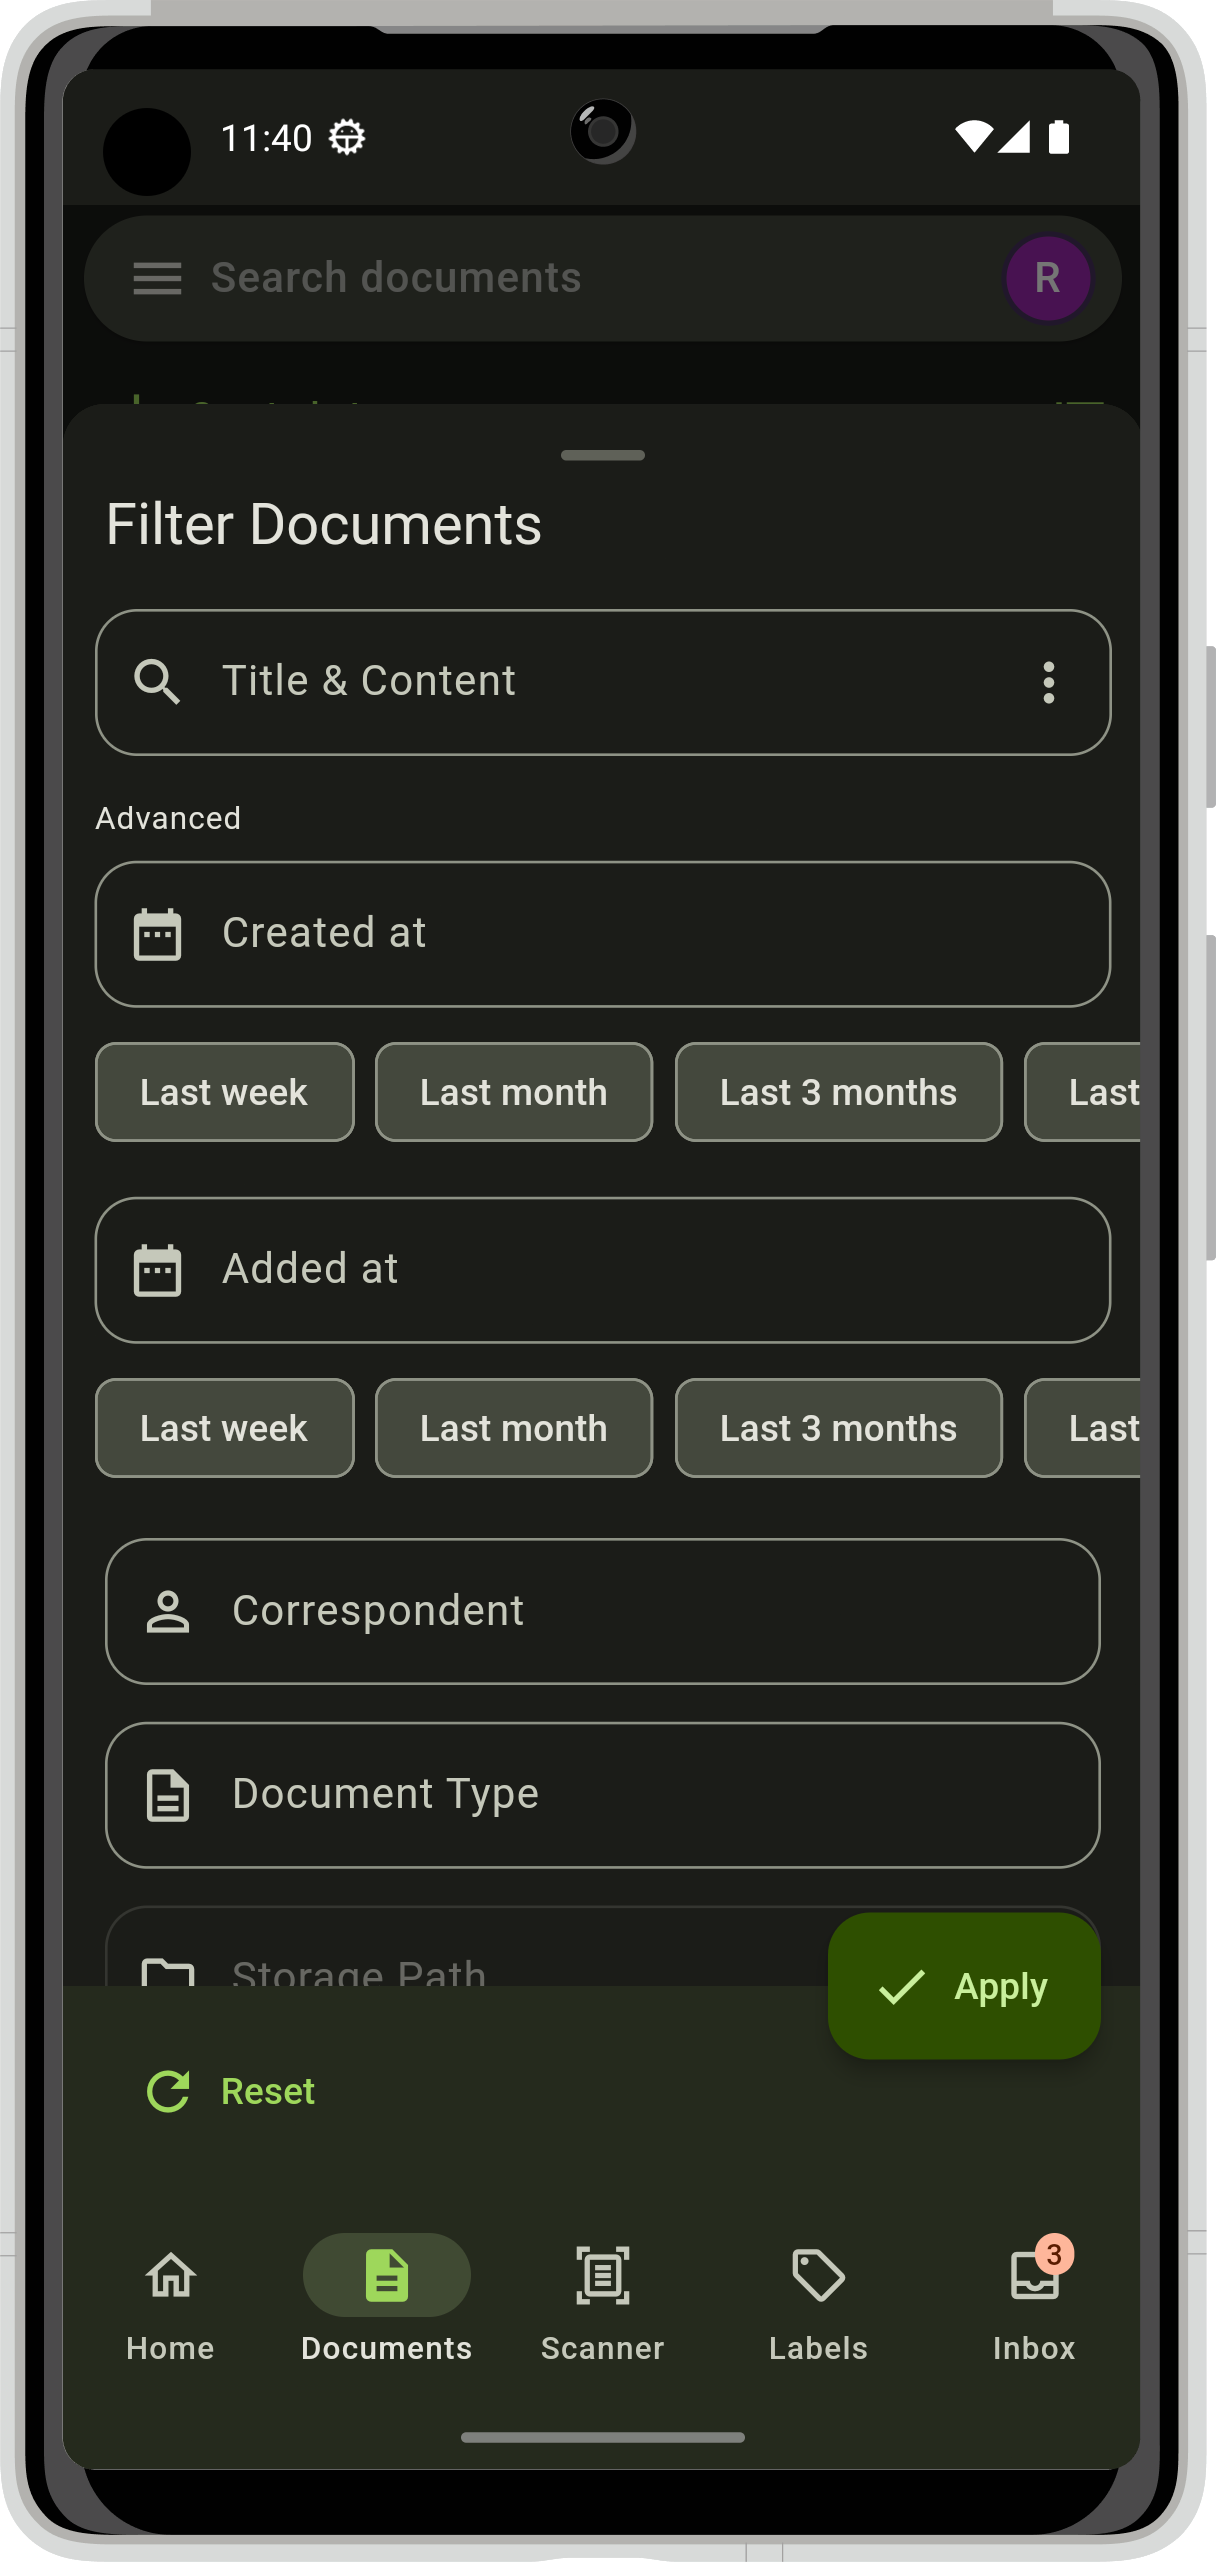 11:40
Search documents
R
Filter Documents
Title & Content
Advanced
Created at
Last week
Last month
Last 3 months
Last
Added at
Last week
Last month
Last 3 months
Last
Correspondent
Document Type
Storage Path
Apply
Reset
3
Home
Documents
Scanner
Labels
Inbox